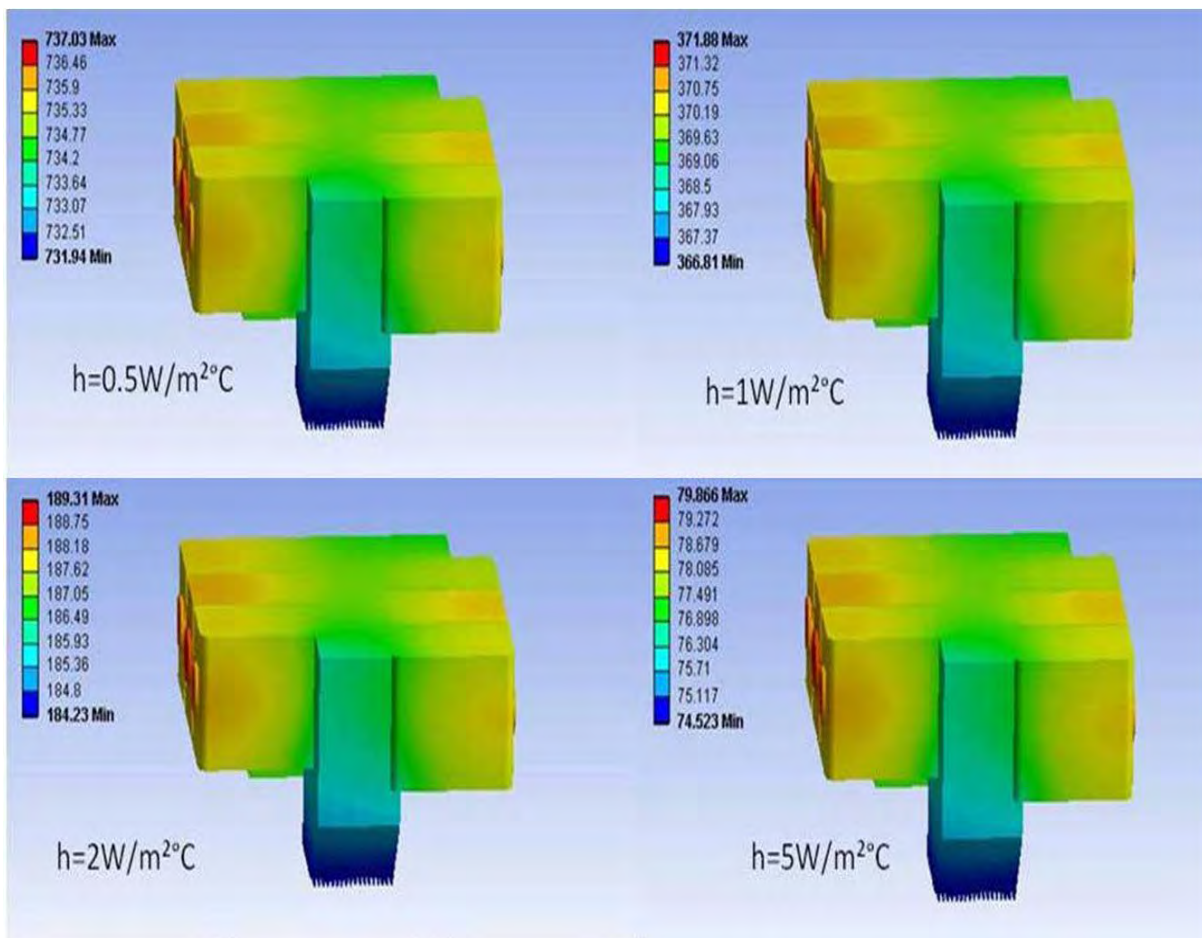 737.03 Max
736.46
735.9
735.33
734.77
734.2
733.64
733.07
732.51
731.94 Min
h=0.5W/m²°C
371.88 Max
371.32
370.75
370.19
369.63
369.06
368.5
367.93
367.37
366.81 Min
h=1W/m²°C
189.31 Max
188.75
188.18
187.62
187.05
186.49
185.93
185.36
184.8
184.23 Min
h=2W/m²°C
79.866 Max
79.272
78.679
78.085
77.491
76.898
76.304
75.71
75.117
74.523 Min
h=5W/m²°C